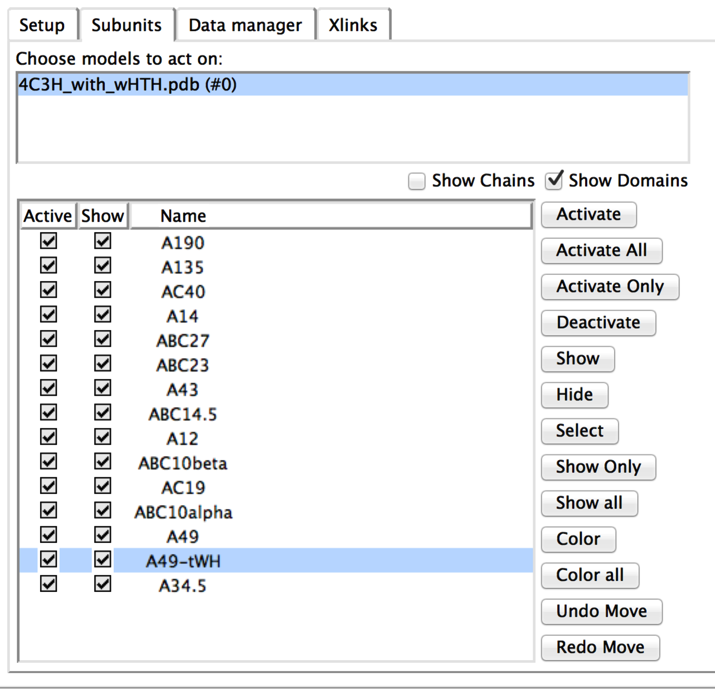 Setup Subunits Data manager Xlinks
Choose models to act on:
4C3H_with_wHTH.pdb (#0)
Show Chains Show Domains
Active Show Name
A190
A135
AC40
A14
ABC27
ABC23
A43
ABC14.5
A12
ABC10beta
AC19
ABC10alpha
A49
A49-tWH
A34.5
Activate
Activate All
Activate Only
Deactivate
Show
Hide
Select
Show Only
Show all
Color
Color all
Undo Move
Redo Move